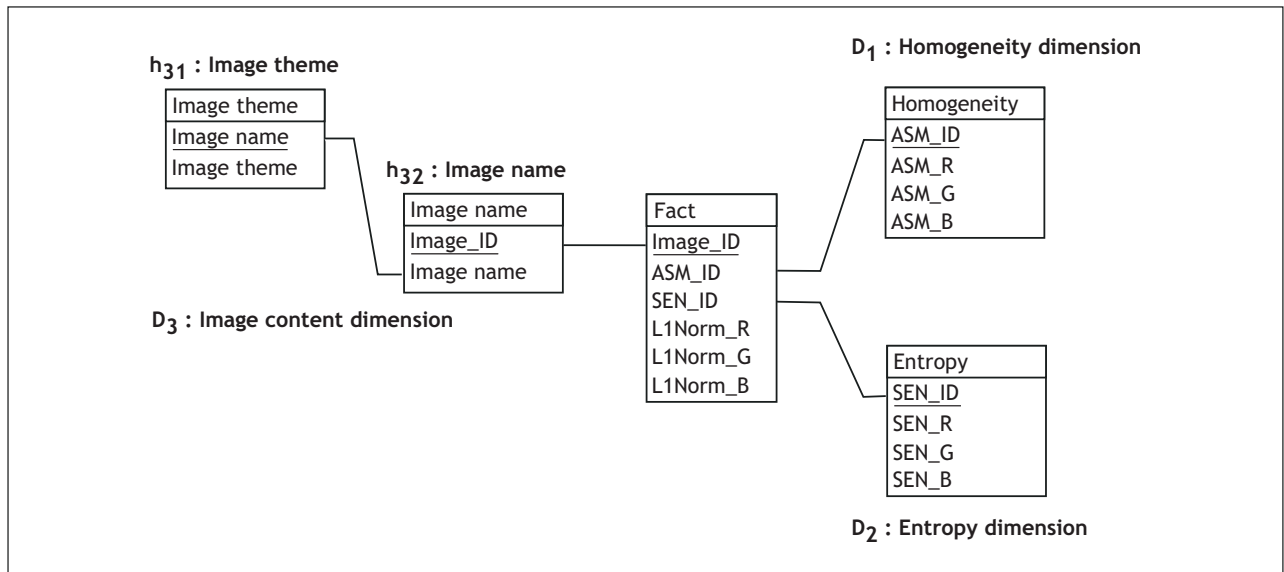 h31 : Image theme
Image theme
Image name
Image theme
h32 : Image name
Image name
Image_ID
Image name
D3 : Image content dimension
Fact
Image_ID
ASM_ID
SEN_ID
L1Norm_R
L1Norm_G
L1Norm_B
D1 : Homogeneity dimension
Homogeneity
ASM_ID
ASM_R
ASM_G
ASM_B
Entropy
SEN_ID
SEN_R
SEN_G
SEN_B
D2 : Entropy dimension